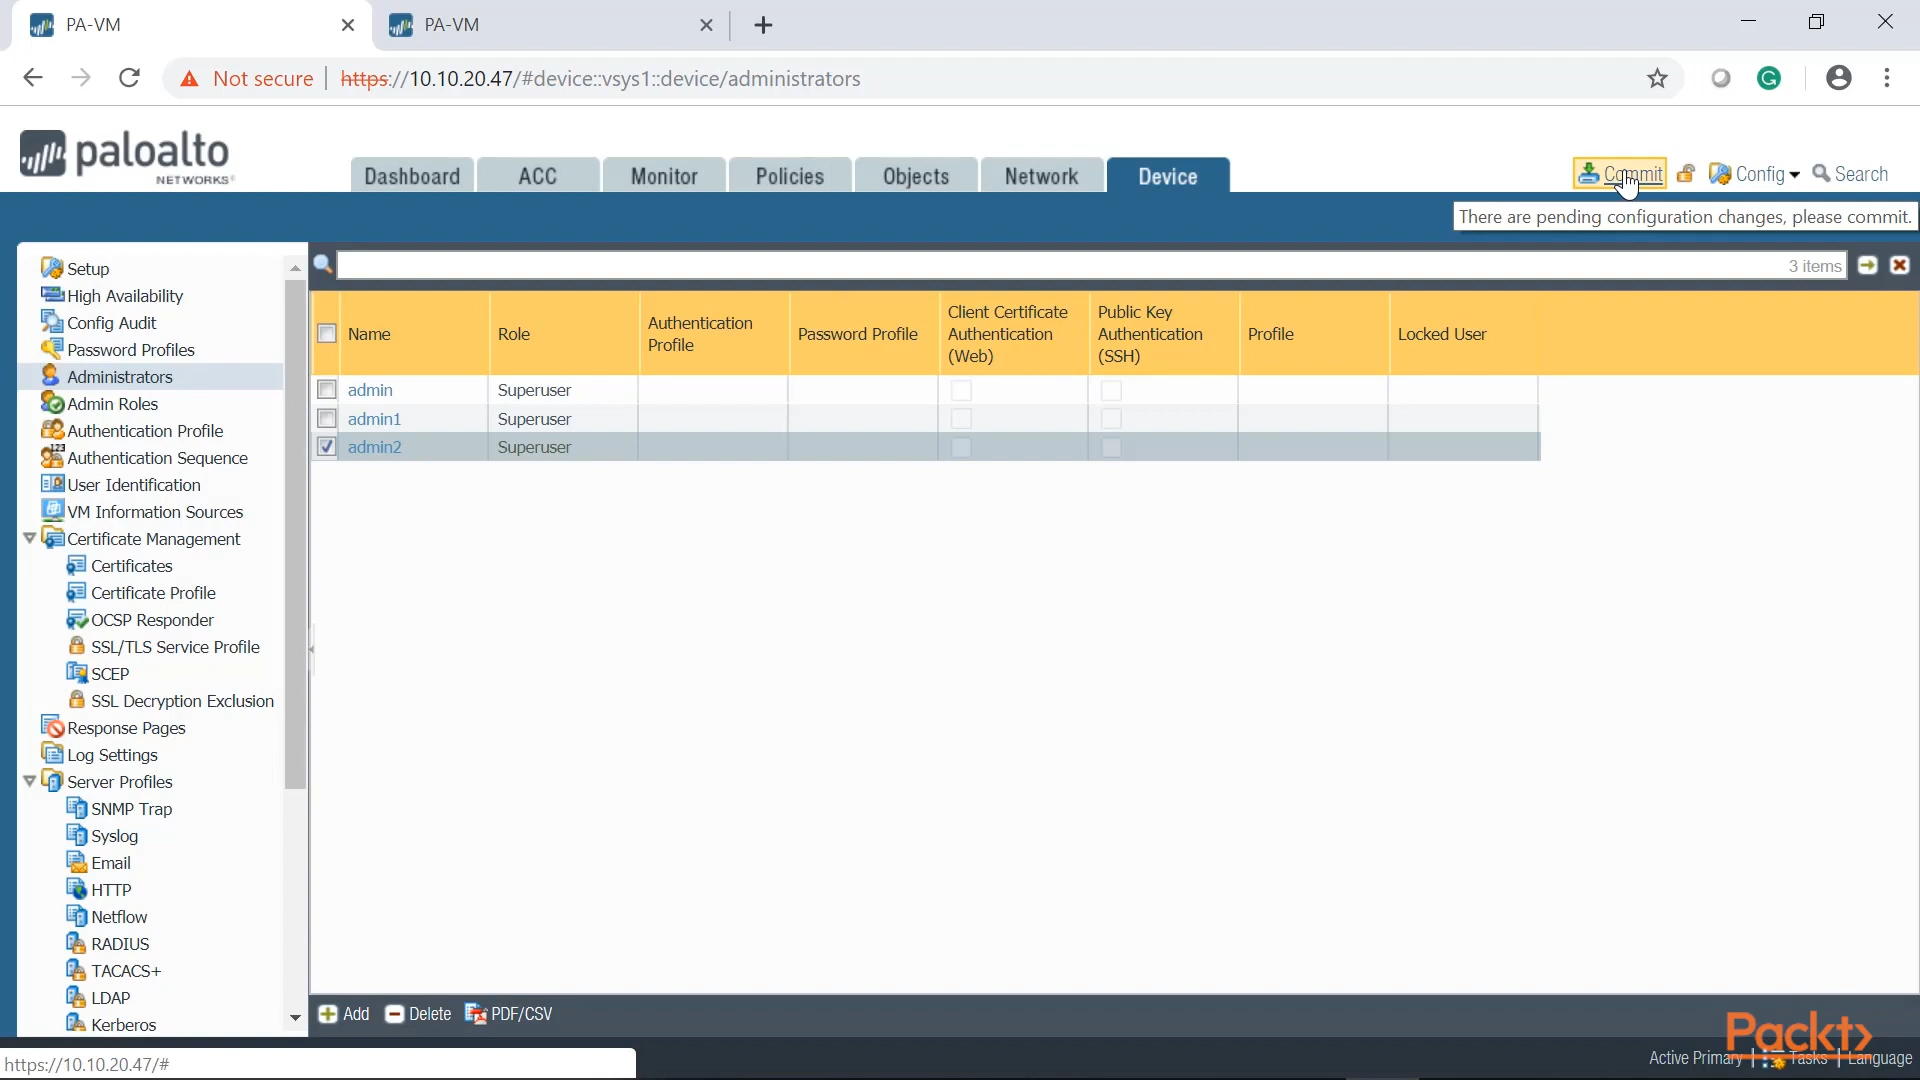 PA-VM
PA-VM
Not secure https://10.10.20.47/#device::vsys1::device/administrators
paloalto
NETWORKS
Dashboard ACC Monitor Policies Objects Network Device
Commit Config Search
There are pending configuration changes, please commit.
3 items
Setup
High Availability
Config Audit
Password Profiles
Administrators
Admin Roles
Authentication Profile
Authentication Sequence
User Identification
VM Information Sources
Certificate Management
Certificates
Certificate Profile
OCSP Responder
SSL/TLS Service Profile
SCEP
SSL Decryption Exclusion
Response Pages
Log Settings
Server Profiles
SNMP Trap
Syslog
Email
HTTP
Netflow
RADIUS
TACACS+
LDAP
Kerberos
Name
Role
Authentication
Profile
Password Profile
Client Certificate
Authentication
(Web)
Public Key
Authentication
(SSH)
Profile
Locked User
admin Superuser
admin1 Superuser
admin2 Superuser
Add Delete PDF/CSV
Packt
https://10.10.20.47/#
Active Primary Tasks Language